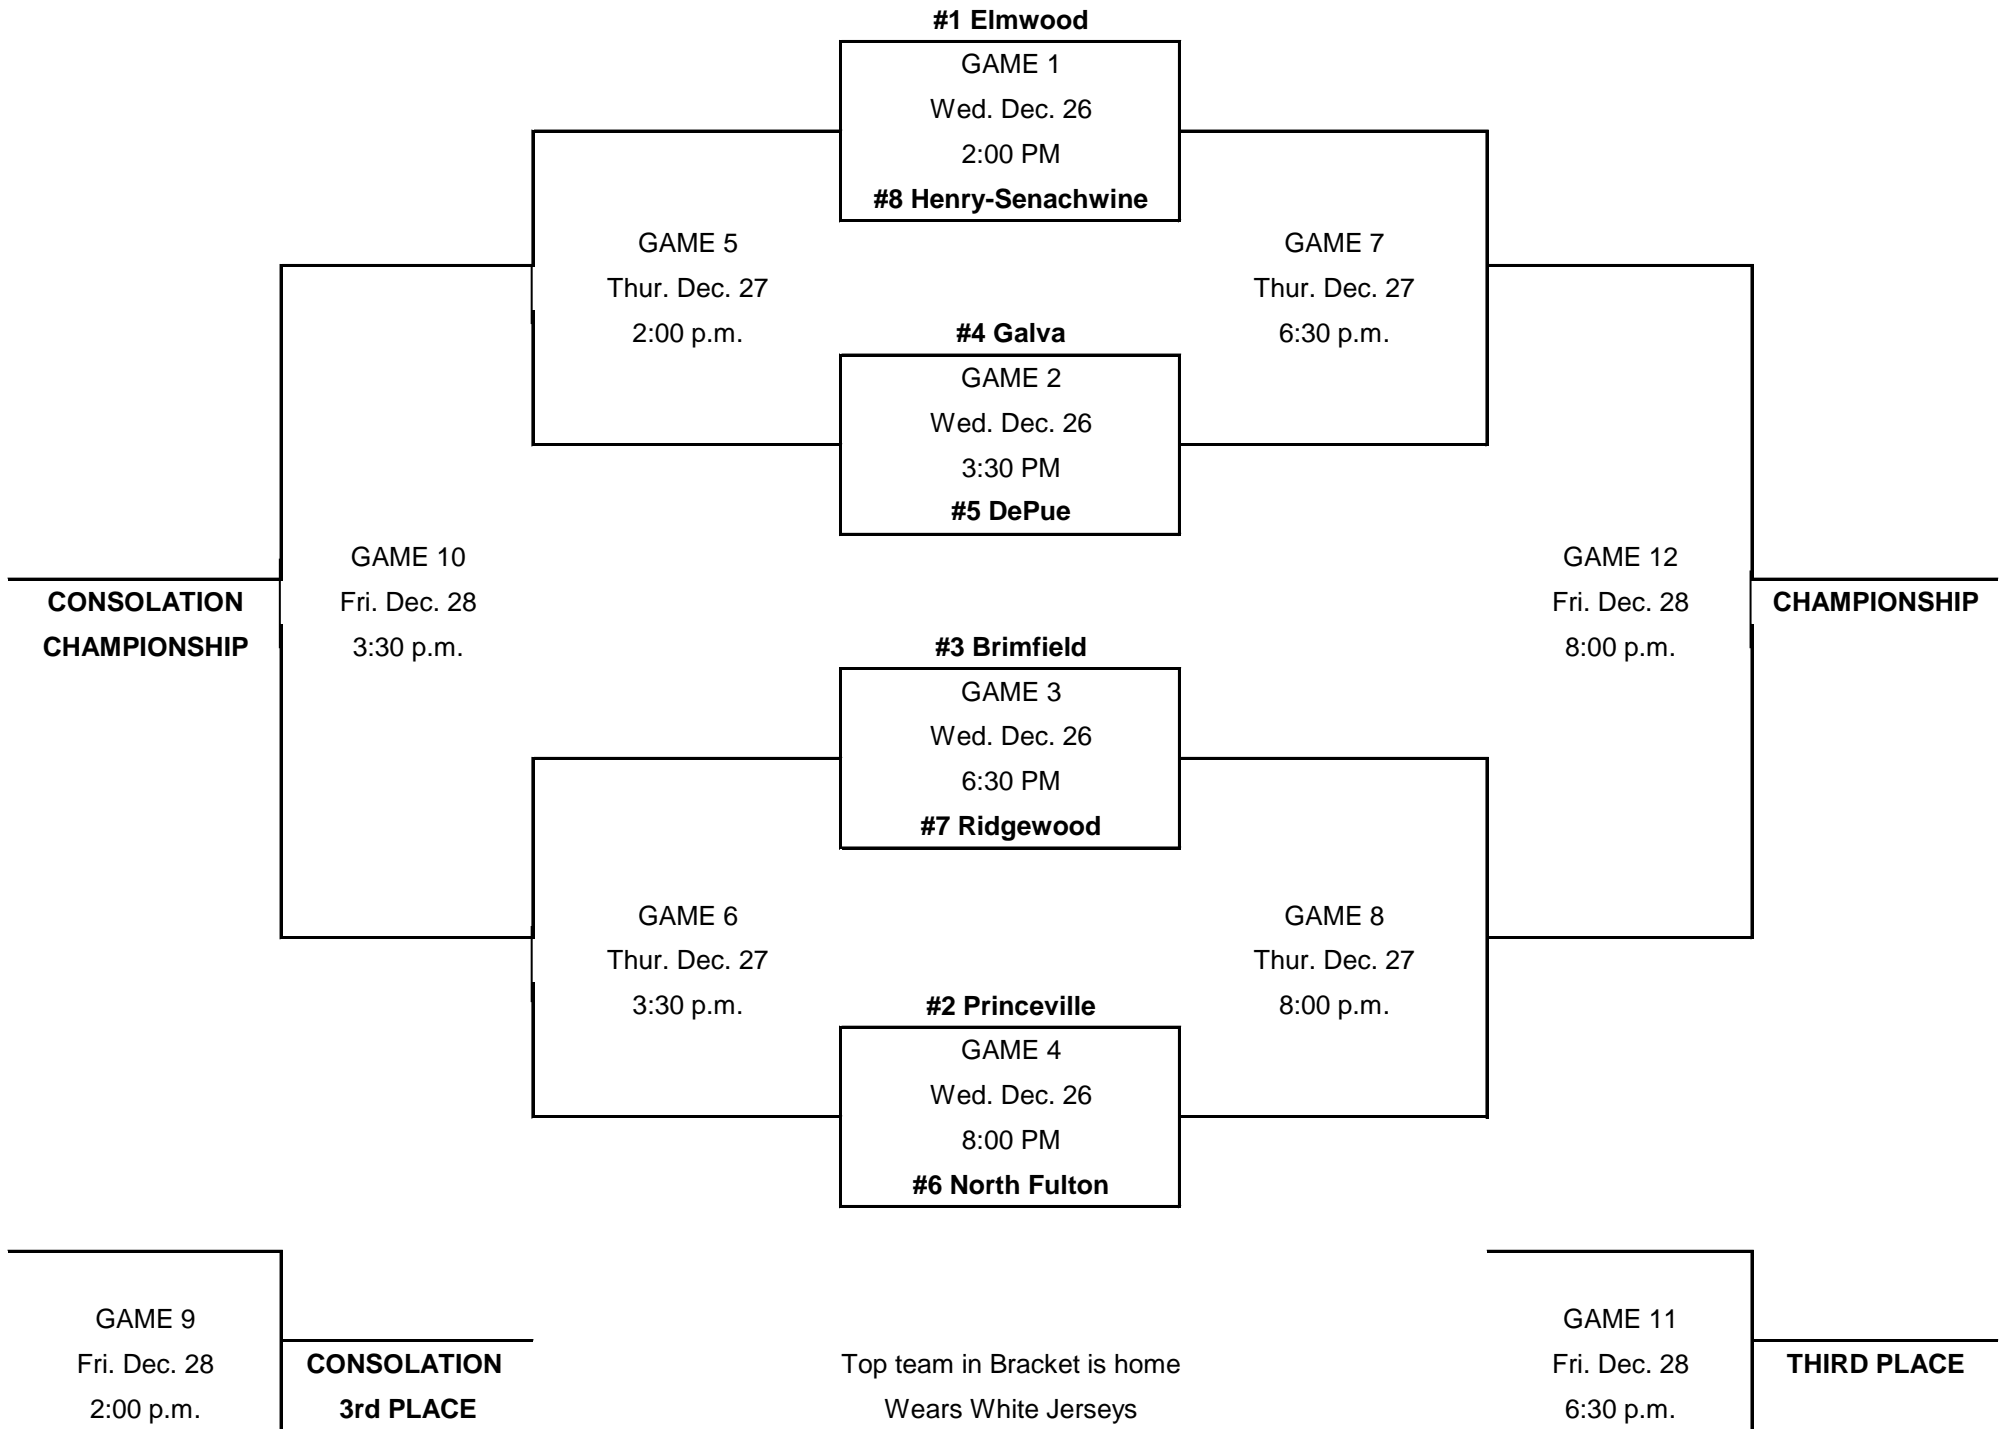 #1 Elmwood
GAME 1
Wed. Dec. 26
2:00 PM
#8 Henry-Senachwine
GAME 5
Thur. Dec. 27
2:00 p.m.
GAME 7
Thur. Dec. 27
6:30 p.m.
#4 Galva
GAME 2
Wed. Dec. 26
3:30 PM
#5 DePue
GAME 10
Fri. Dec. 28
3:30 p.m.
CONSOLATION
CHAMPIONSHIP
GAME 12
Fri. Dec. 28
8:00 p.m.
CHAMPIONSHIP
#3 Brimfield
GAME 3
Wed. Dec. 26
6:30 PM
#7 Ridgewood
GAME 6
Thur. Dec. 27
3:30 p.m.
GAME 8
Thur. Dec. 27
8:00 p.m.
#2 Princeville
GAME 4
Wed. Dec. 26
8:00 PM
#6 North Fulton
GAME 9
Fri. Dec. 28
2:00 p.m.
CONSOLATION
3rd PLACE
Top team in Bracket is home
Wears White Jerseys
GAME 11
Fri. Dec. 28
6:30 p.m.
THIRD PLACE